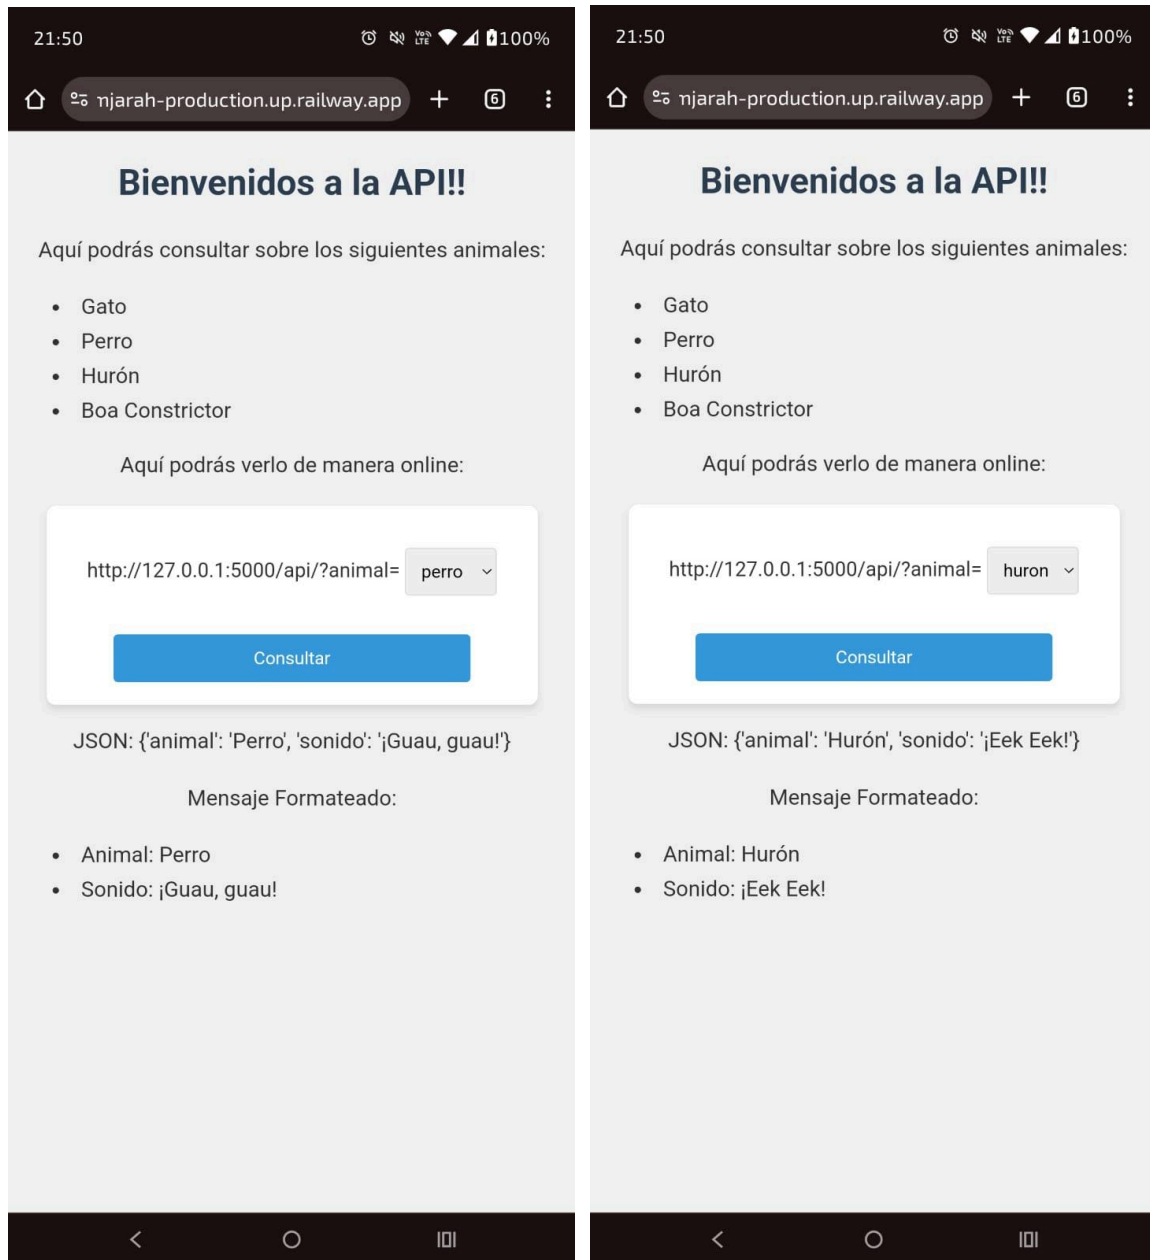 21:50
VoD LTE 100%
njarah-production.up.railway.app
6
Bienvenidos a la API!!
Aquí podrás consultar sobre los siguientes animales:
• Gato
• Perro
• Hurón
• Boa Constrictor
Aquí podrás verlo de manera online:
http://127.0.0.1:5000/api/?animal= perro
Consultar
JSON: {'animal': 'Perro', 'sonido': '¡Guau, guau!'}
Mensaje Formateado:
• Animal: Perro
• Sonido: ¡Guau, guau!
21:50
VoD LTE 100%
njarah-production.up.railway.app
6
Bienvenidos a la API!!
Aquí podrás consultar sobre los siguientes animales:
• Gato
• Perro
• Hurón
• Boa Constrictor
Aquí podrás verlo de manera online:
http://127.0.0.1:5000/api/?animal= huron
Consultar
JSON: {'animal': 'Hurón', 'sonido': '¡Eek Eek!'}
Mensaje Formateado:
• Animal: Hurón
• Sonido: ¡Eek Eek!